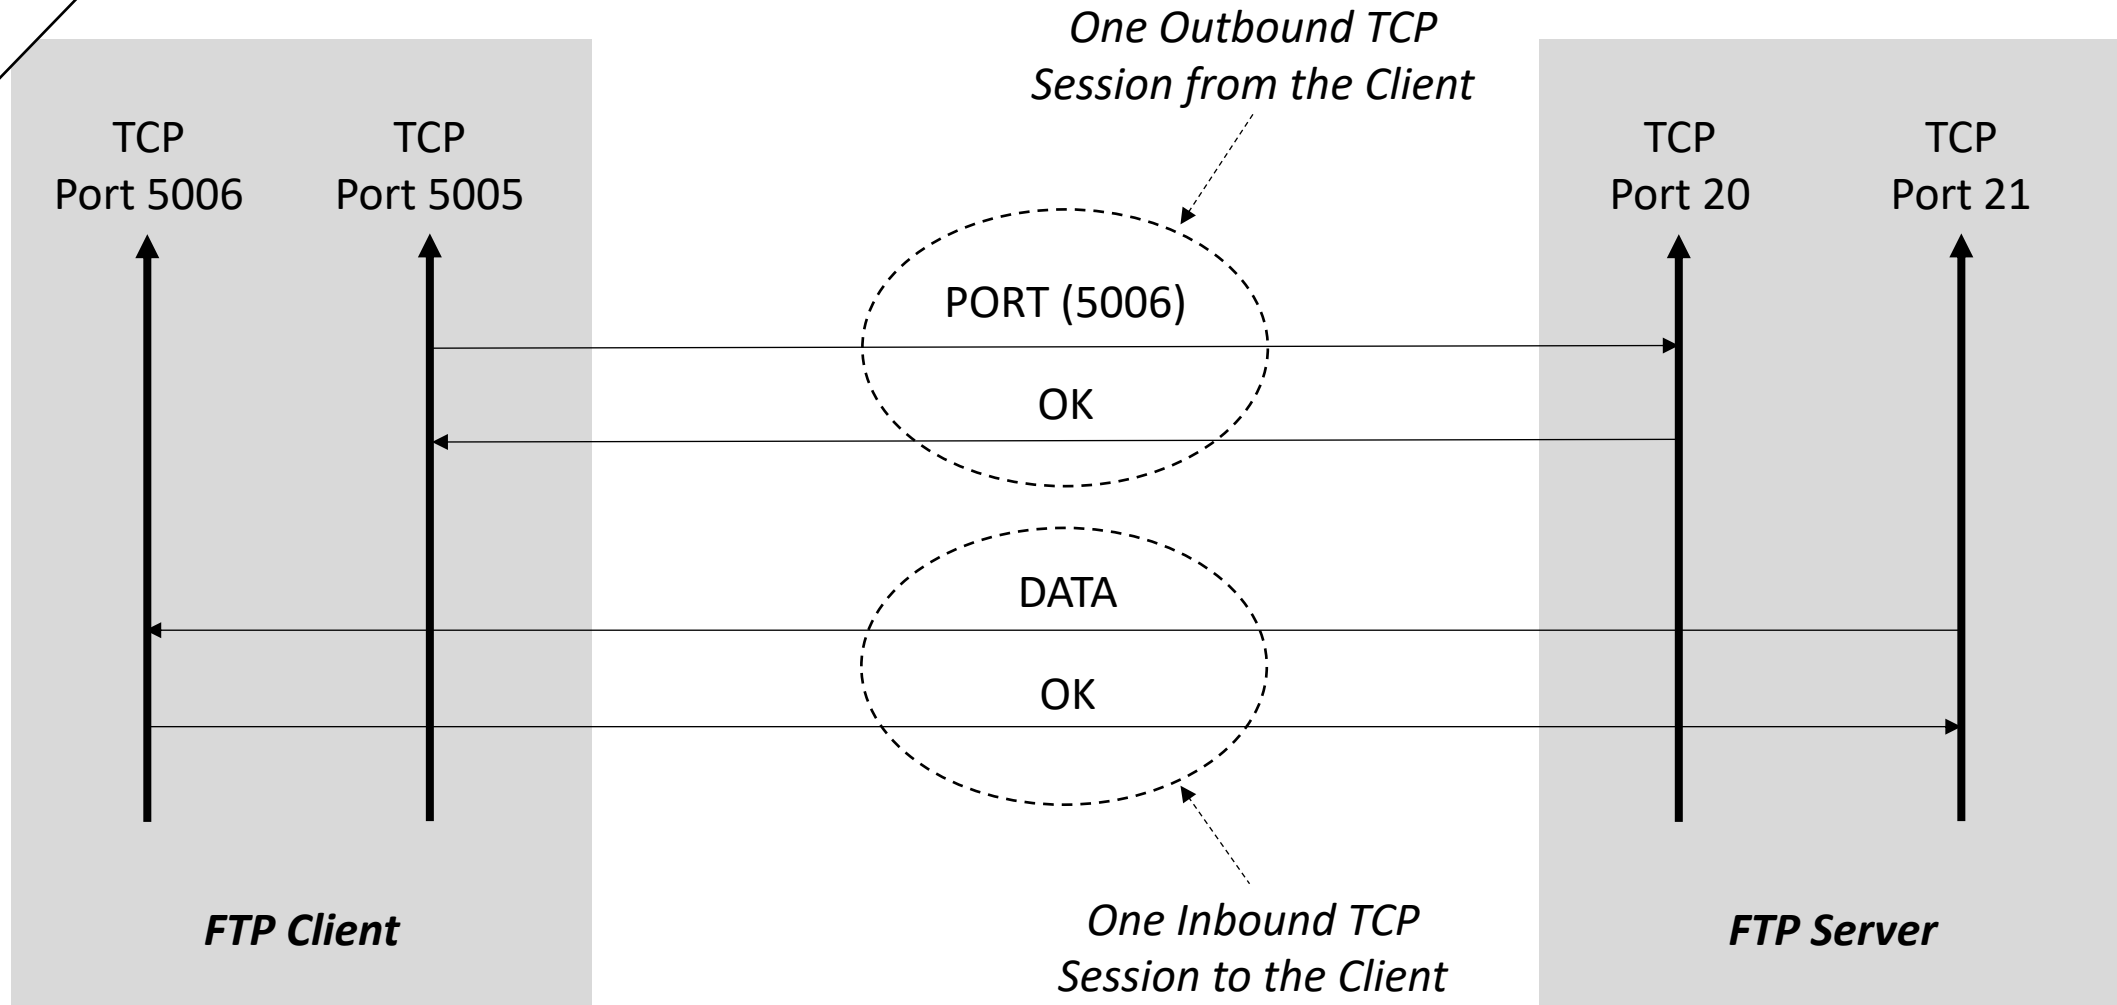 One Outbound TCP
Session from the Client
TCP
Port 5006
TCP
Port 5005
TCP
Port 20
TCP
Port 21
PORT (5006)
OK
DATA
OK
FTP Client
One Inbound TCP
Session to the Client
FTP Server